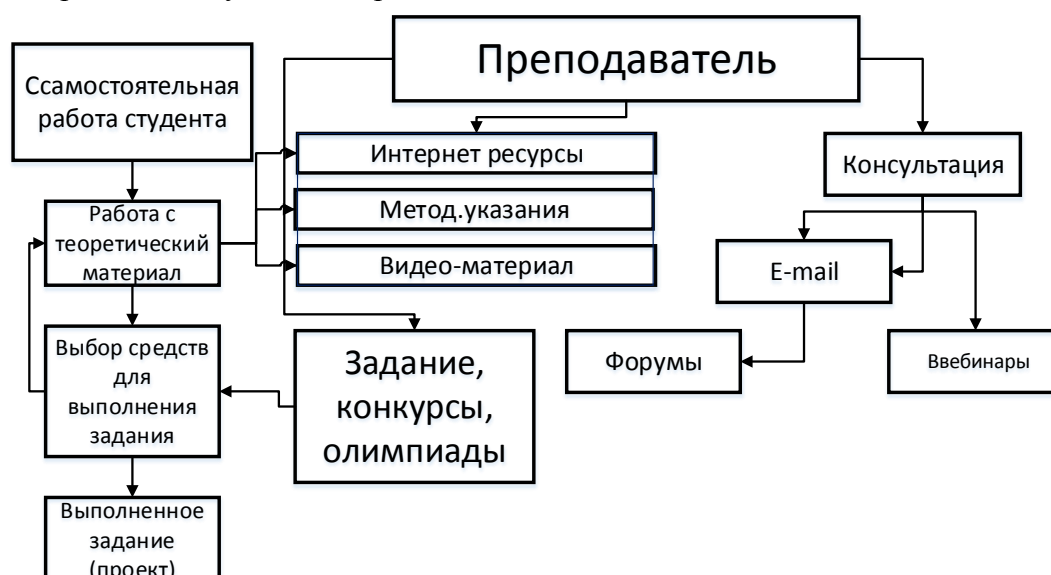 Ссамостоятельная
работа студента
Преподаватель
Интернет ресурсы
Консультация
Метод.указания
Работа с
теоретический
материал
Видео-материал
E-mail
Выбор средств
для
выполнения
задания
Задание,
конкурсы,
олимпиады
Форумы
Ввебинары
Выполненное
задание
(проект)